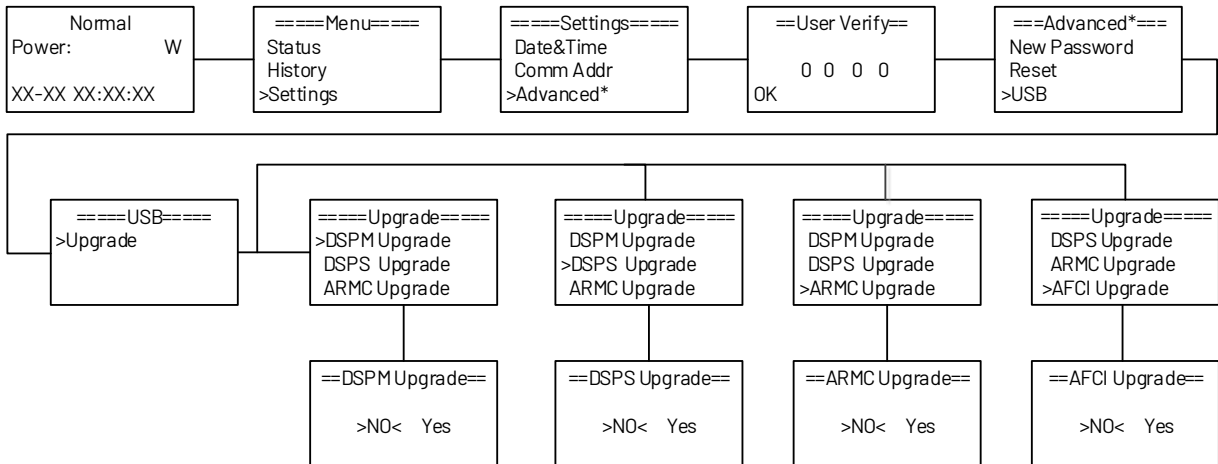 Normal
Power: W
XX-XX XX:XX:XX
=====Menu=====
Status
History
>Settings
=====Settings=====
Date&Time
Comm Addr
>Advanced*
==User Verify==
0 0 0 0
OK
===Advanced*===
New Password
Reset
>USB
=====USB=====
>Upgrade
=====Upgrade=====
>DSPM Upgrade
DSPS Upgrade
ARMC Upgrade
=====Upgrade=====
DSPM Upgrade
>DSPS Upgrade
ARMC Upgrade
=====Upgrade=====
DSPM Upgrade
DSPS Upgrade
>ARMC Upgrade
=====Upgrade=====
DSPS Upgrade
ARMC Upgrade
>AFCI Upgrade
==DSPM Upgrade==
>NO< Yes
==DSPS Upgrade==
>NO< Yes
==ARMC Upgrade==
>NO< Yes
==AFCI Upgrade==
>NO< Yes